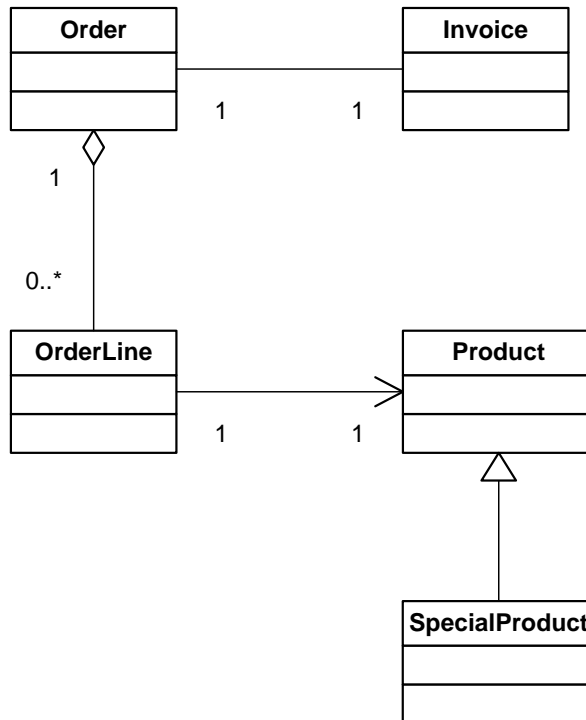 Order
Invoice
1
1
1
0..*
OrderLine
Product
1
1
SpecialProduct